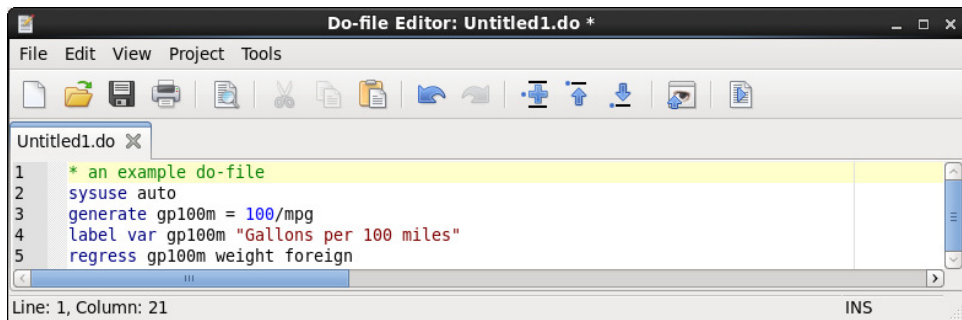 Do-file Editor: Untitled1.do *
File Edit View Project Tools
Untitled1.do
1 * an example do-file
2 sysuse auto
3 generate gp100m = 100/mpg
4 label var gp100m "Gallons per 100 miles"
5 regress gp100m weight foreign
Line: 1, Column: 21 INS